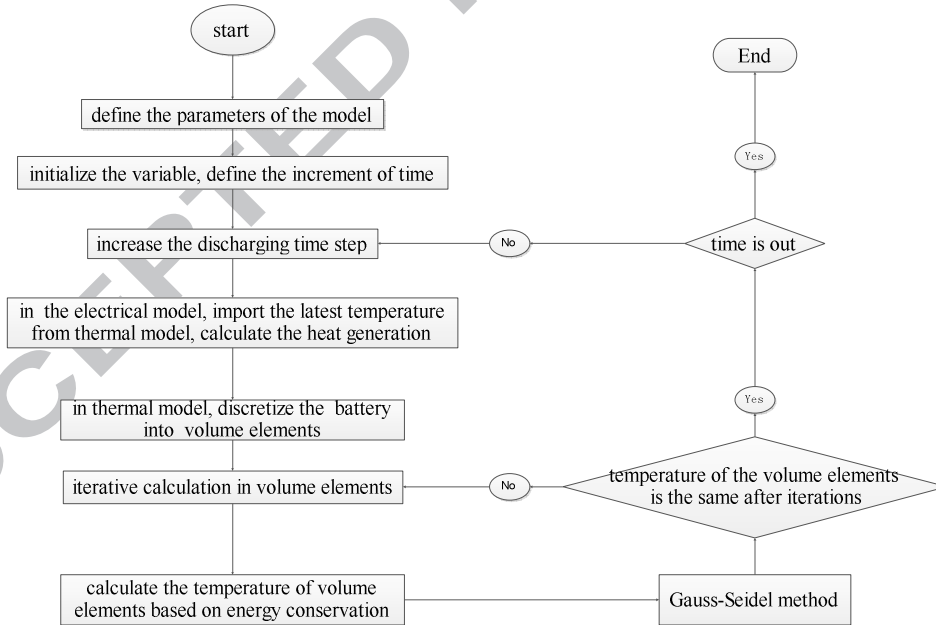 start
define the parameters of the model
initialize the variable, define the increment of time
increase the discharging time step
in the electrical model, import the latest temperature
from thermal model, calculate the heat generation
in thermal model, discretize the battery
into volume elements
iterative calculation in volume elements
calculate the temperature of volume
elements based on energy conservation
Gauss-Seidel method
temperature of the volume elements
is the same after iterations
No
Yes
time is out
No
Yes
End
CEPTED